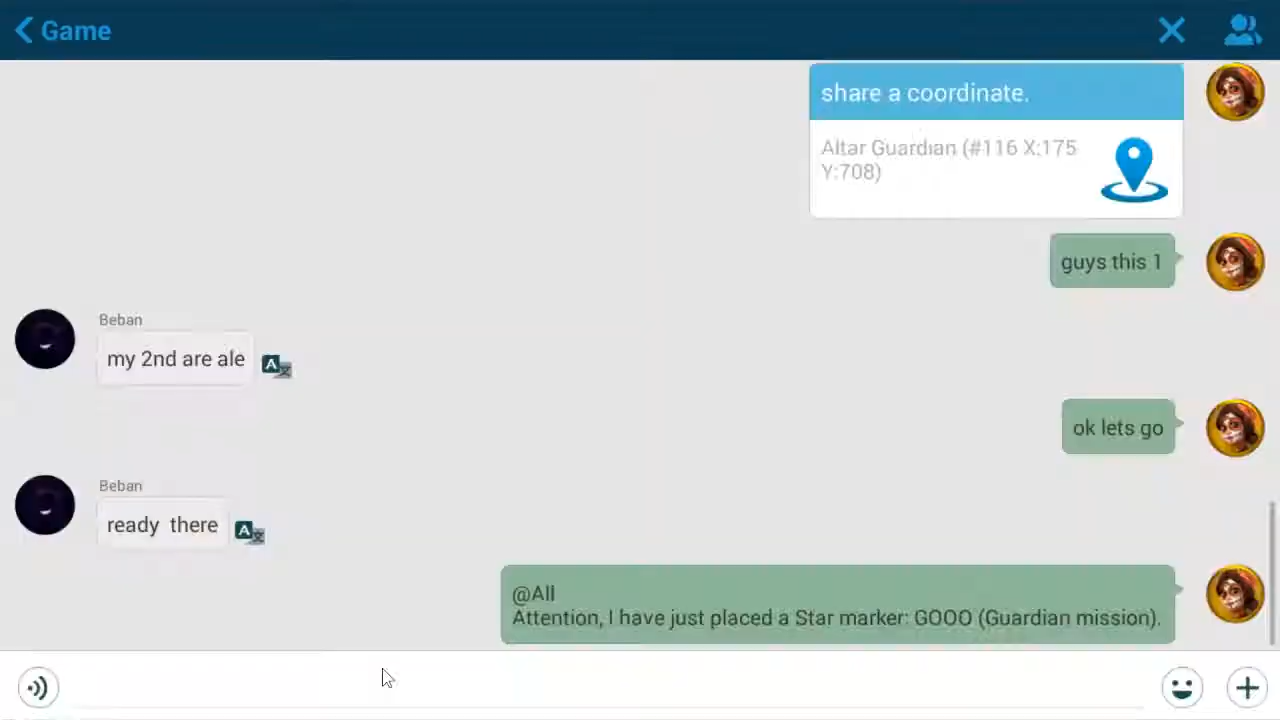 Game
share a coordinate.
Altar Guardian (#116 X:175
Y:708)
guys this 1
Beban
my 2nd are ale
ok lets go
Beban
ready there
@All
Attention, I have just placed a Star marker: GOOO (Guardian mission).